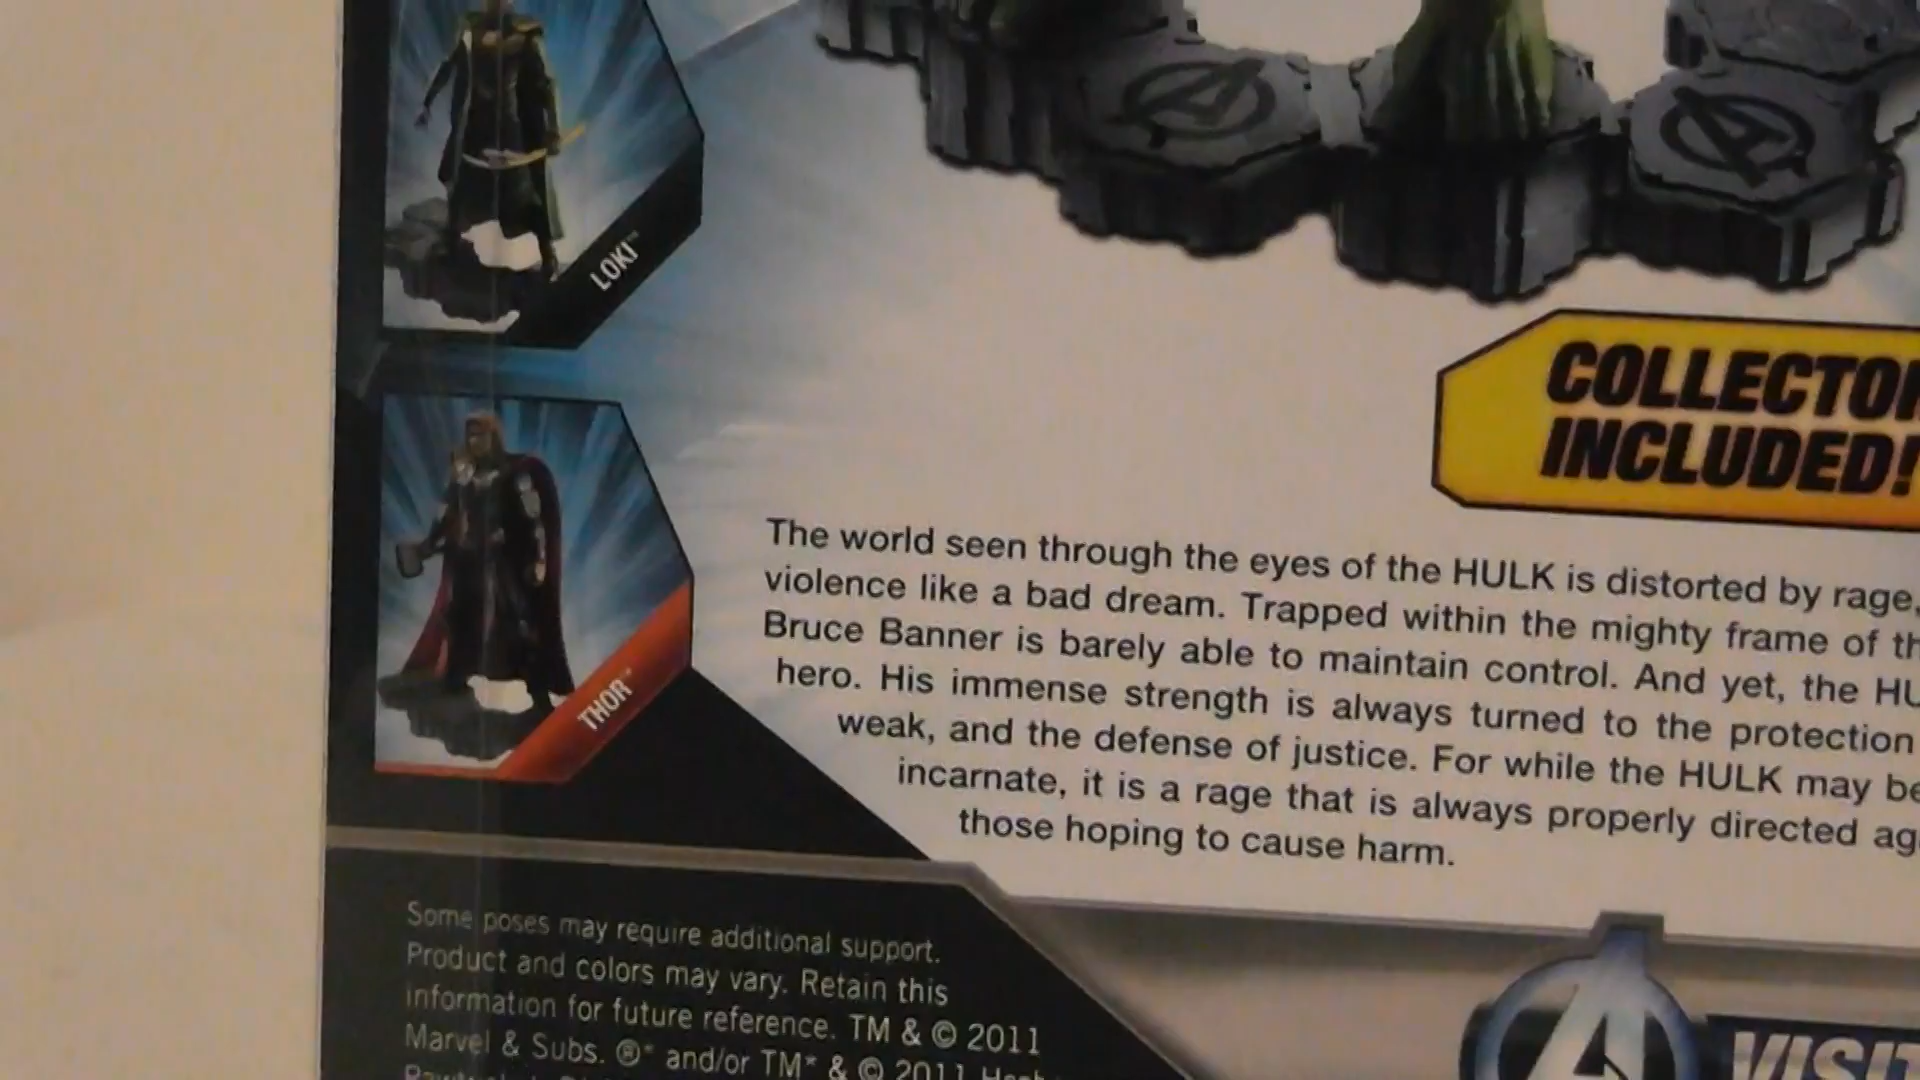 LOKI™
COLLECTOR
INCLUDED!
THOR™
The world seen through the eyes of the HULK is distorted by rage,
violence like a bad dream. Trapped within the mighty frame of
Bruce Banner is barely able to maintain control. And yet, the
hero. His immense strength is always turned to the protection
weak, and the defense of justice. For while the HULK may be
incarnate, it is a rage that is always properly directed
those hoping to cause harm.
Some poses may require additional support.
Product and colors may vary. Retain this
information for future reference. TM & © 2011
Marvel & Subs. ®* and/or TM* & © 2011
VISIT